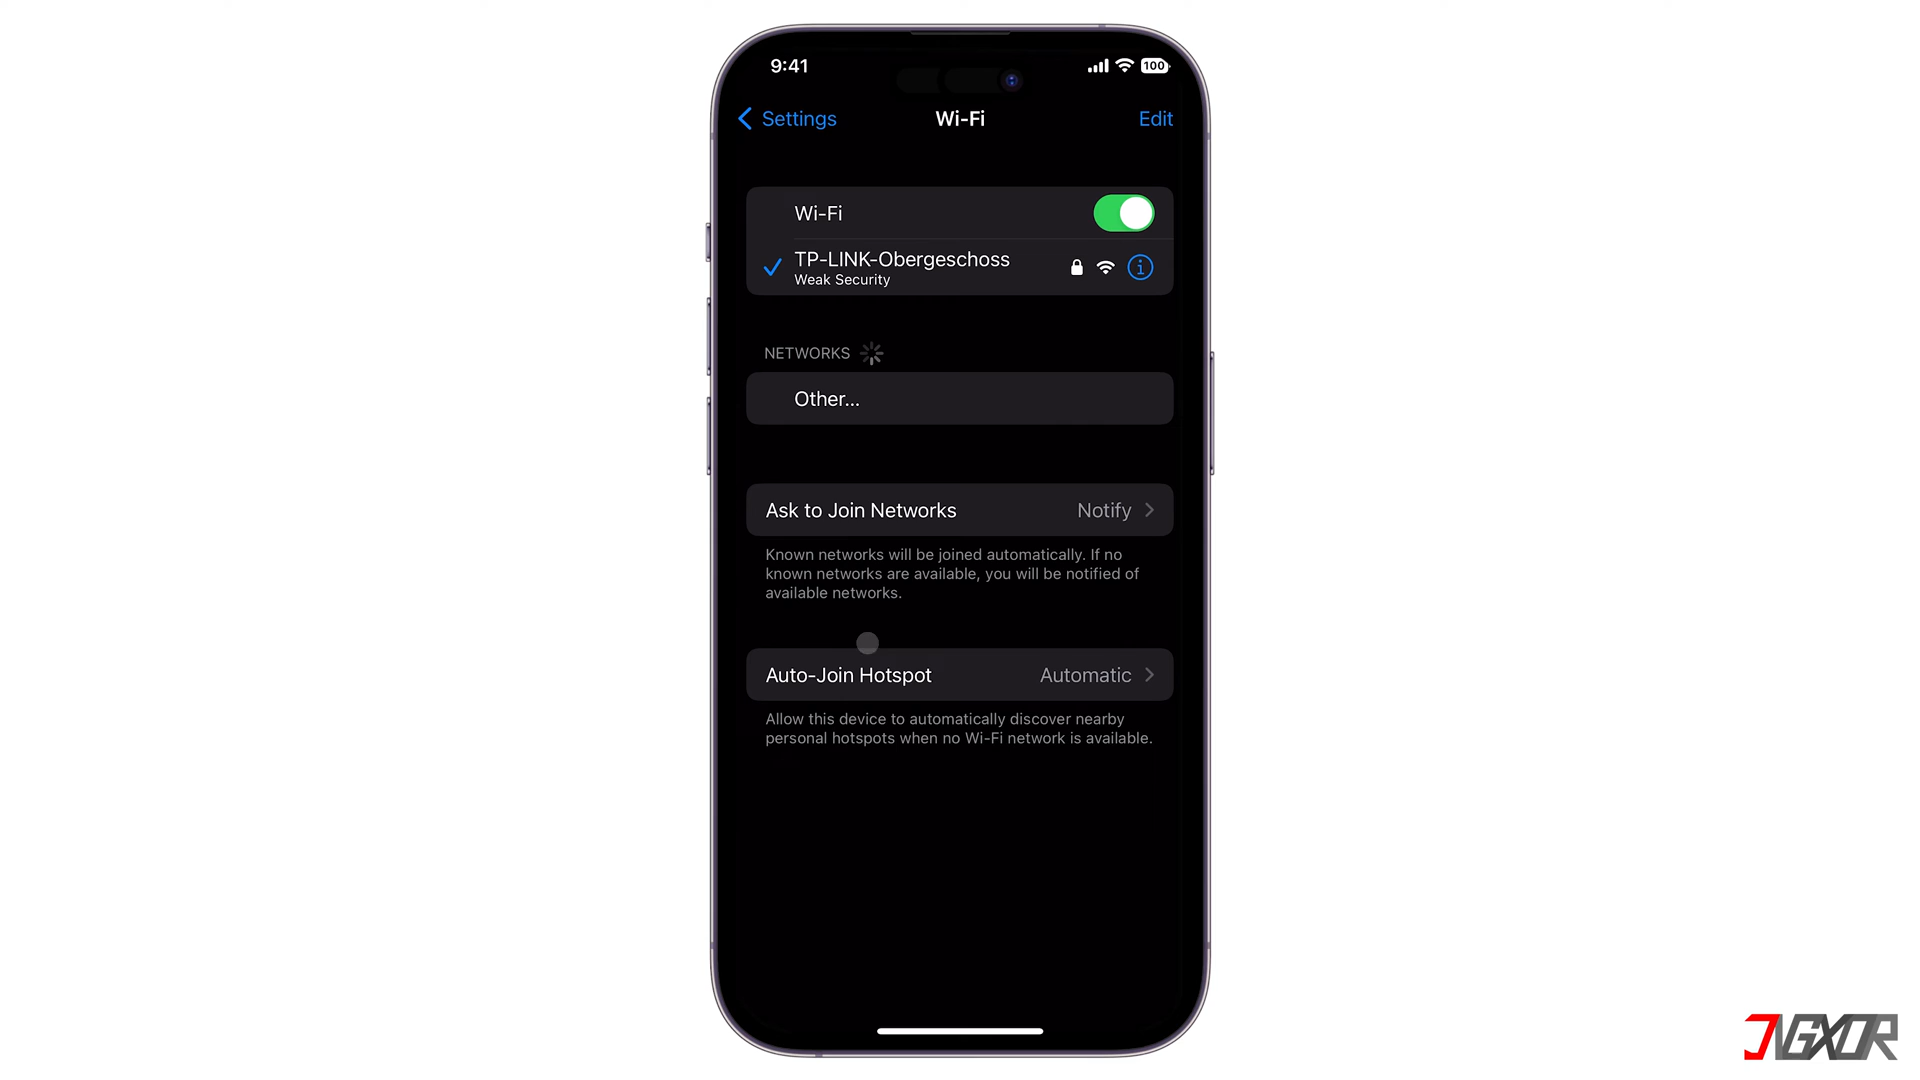 9:41
100
Settings
Wi-Fi
Edit
Wi-Fi
TP-LINK-Obergeschoss
Weak Security
NETWORKS
Other...
Ask to Join Networks
Notify
Known networks will be joined automatically. If no
known networks are available, you will be notified of
available networks.
Auto-Join Hotspot
Automatic
Allow this device to automatically discover nearby
personal hotspots when no Wi-Fi network is available.
JVGXOR